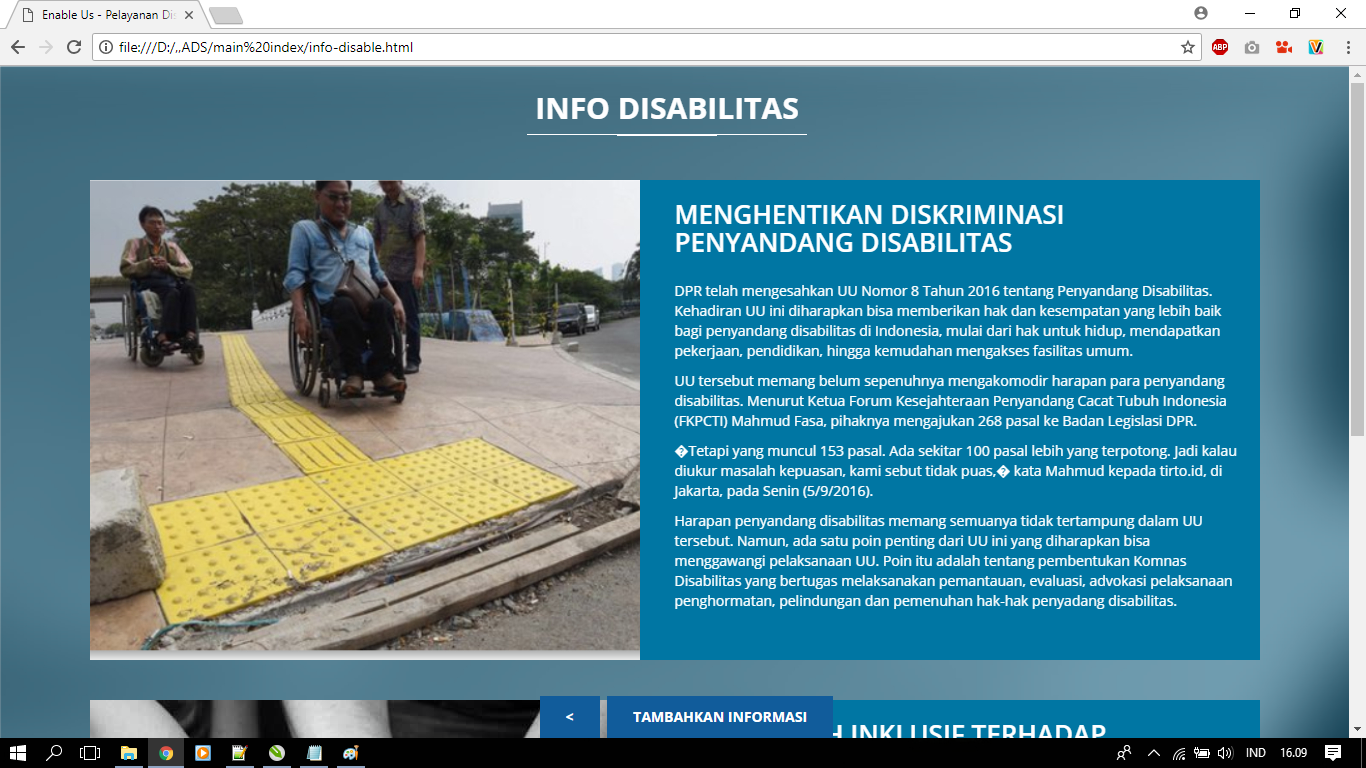 Enable Us - Pelayanan Di
file:///D:/,,ADS/main%20index/info-disable.html
ABP
INFO DISABILITAS
MENGHENTIKAN DISKRIMINASI
PENYANDANG DISABILITAS
DPR telah mengesahkan UU Nomor 8 Tahun 2016 tentang Penyandang Disabilitas.
Kehadiran UU ini diharapkan bisa memberikan hak dan kesempatan yang lebih baik
bagi penyandang disabilitas di Indonesia, mulai dari hak untuk hidup, mendapatkan
pekerjaan, pendidikan, hingga kemudahan mengakses fasilitas umum.
UU tersebut memang belum sepenuhnya mengakomodir harapan para penyandang
disabilitas. Menurut Ketua Forum Kesejahteraan Penyandang Cacat Tubuh Indonesia
(FKPCTI) Mahmud Fasa, pihaknya mengajukan 268 pasal ke Badan Legislasi DPR.
�Tetapi yang muncul 153 pasal. Ada sekitar 100 pasal lebih yang terpotong. Jadi kalau
diukur masalah kepuasan, kami sebut tidak puas,� kata Mahmud kepada tirto.id, di
Jakarta, pada Senin (5/9/2016).
Harapan penyandang disabilitas memang semuanya tidak tertampung dalam UU
tersebut. Namun, ada satu poin penting dari UU ini yang diharapkan bisa
menggawangi pelaksanaan UU. Poin itu adalah tentang pembentukan Komnas
Disabilitas yang bertugas melaksanakan pemantauan, evaluasi, advokasi pelaksanaan
penghormatan, pelindungan dan pemenuhan hak-hak penyadang disabilitas.
< TAMBAHKAN INFORMASI
H INKLUSIF TERHADAP
IND 16.09